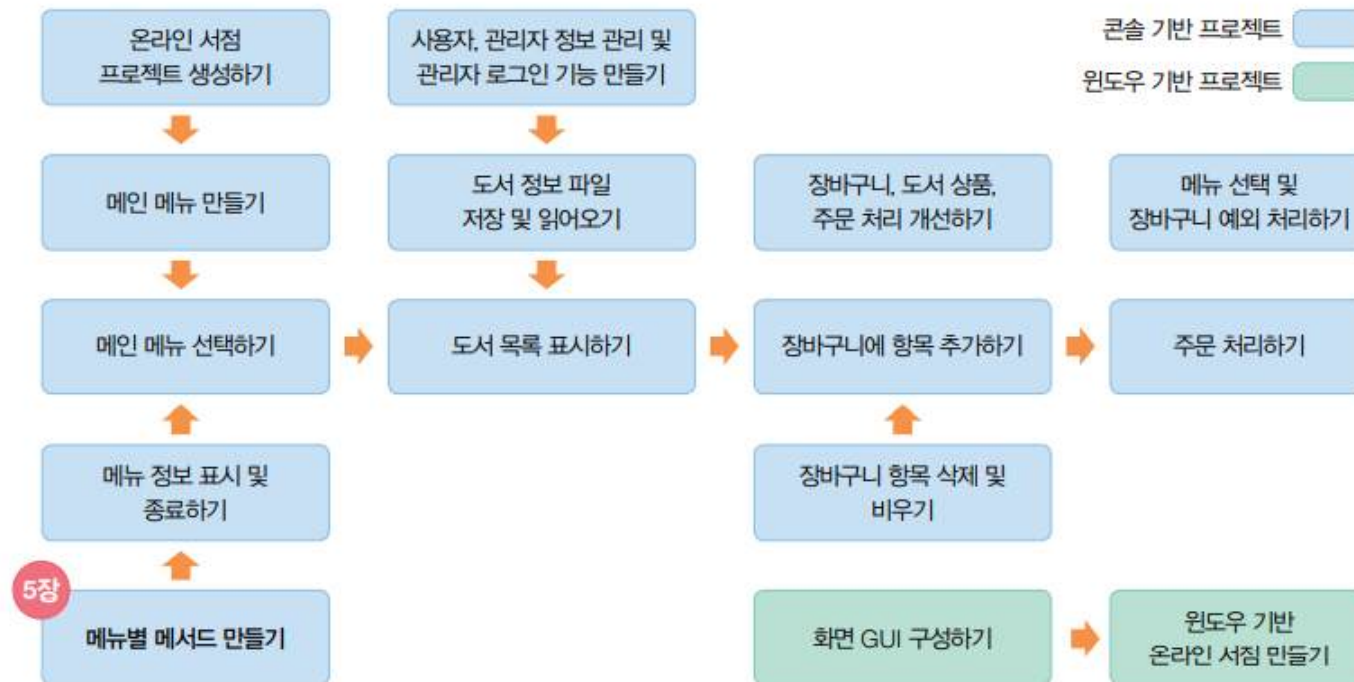 온라인 서점
프로젝트 생성하기
사용자, 관리자 정보 관리 및
관리자 로그인 기능 만들기
콘솔 기반 프로젝트
윈도우 기반 프로젝트
메인 메뉴 만들기
도서 정보 파일
저장 및 읽어오기
장바구니, 도서 상품,
주문 처리 개선하기
메뉴 선택 및
장바구니 예외 처리하기
메인 메뉴 선택하기
도서 목록 표시하기
장바구니에 항목 추가하기
주문 처리하기
메뉴 정보 표시 및
종료하기
장바구니 항목 삭제 및
비우기
5장
메뉴별 메서드 만들기
화면 GUI 구성하기
윈도우 기반
온라인 서점 만들기